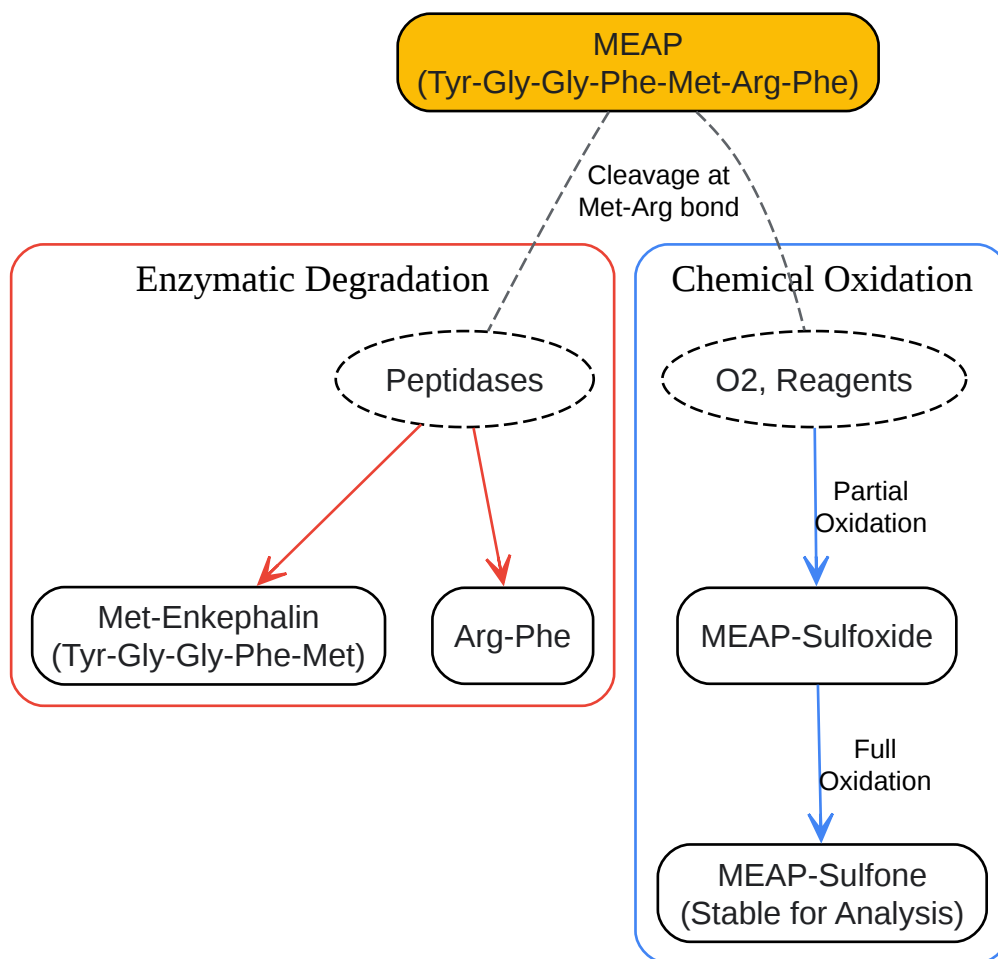 MEAP
(Tyr-Gly-Gly-Phe-Met-Arg-Phe)
Cleavage at
Met-Arg bond
Enzymatic Degradation
Peptidases
Met-Enkephalin
(Tyr-Gly-Gly-Phe-Met)
Arg-Phe
Chemical Oxidation
O2, Reagents
Partial
Oxidation
MEAP-Sulfoxide
Full
Oxidation
MEAP-Sulfone
(Stable for Analysis)